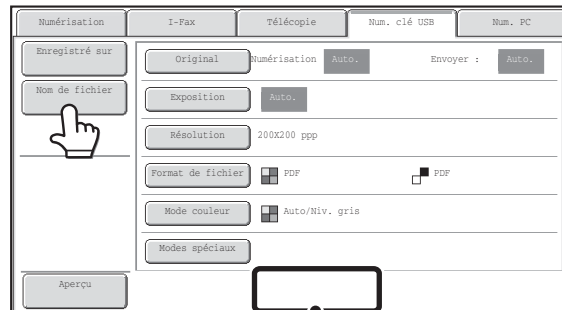 Numérisation I-Fax Télécopie Num. clé USB Num. PC
Enregistré sur
Original Numérisation Auto. Envoyer : Auto.
Nom de fichier
Exposition Auto.
Résolution 200X200 ppp
Format de fichier PDF PDF
Mode couleur Auto/Niv. gris
Modes spéciaux
Aperçu